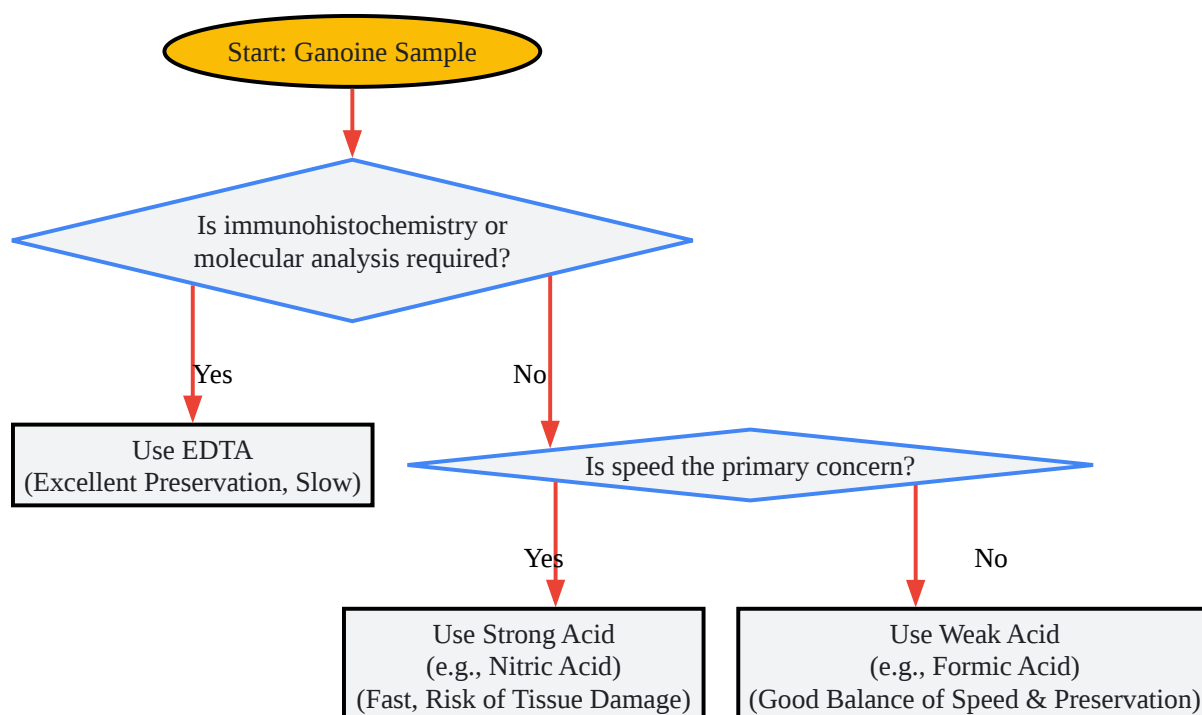 Start: Ganoine Sample
Is immunohistochemistry or
molecular analysis required?
Yes
No
Use EDTA
(Excellent Preservation, Slow)
Is speed the primary concern?
Yes
No
Use Strong Acid
(e.g., Nitric Acid)
(Fast, Risk of Tissue Damage)
Use Weak Acid
(e.g., Formic Acid)
(Good Balance of Speed & Preservation)